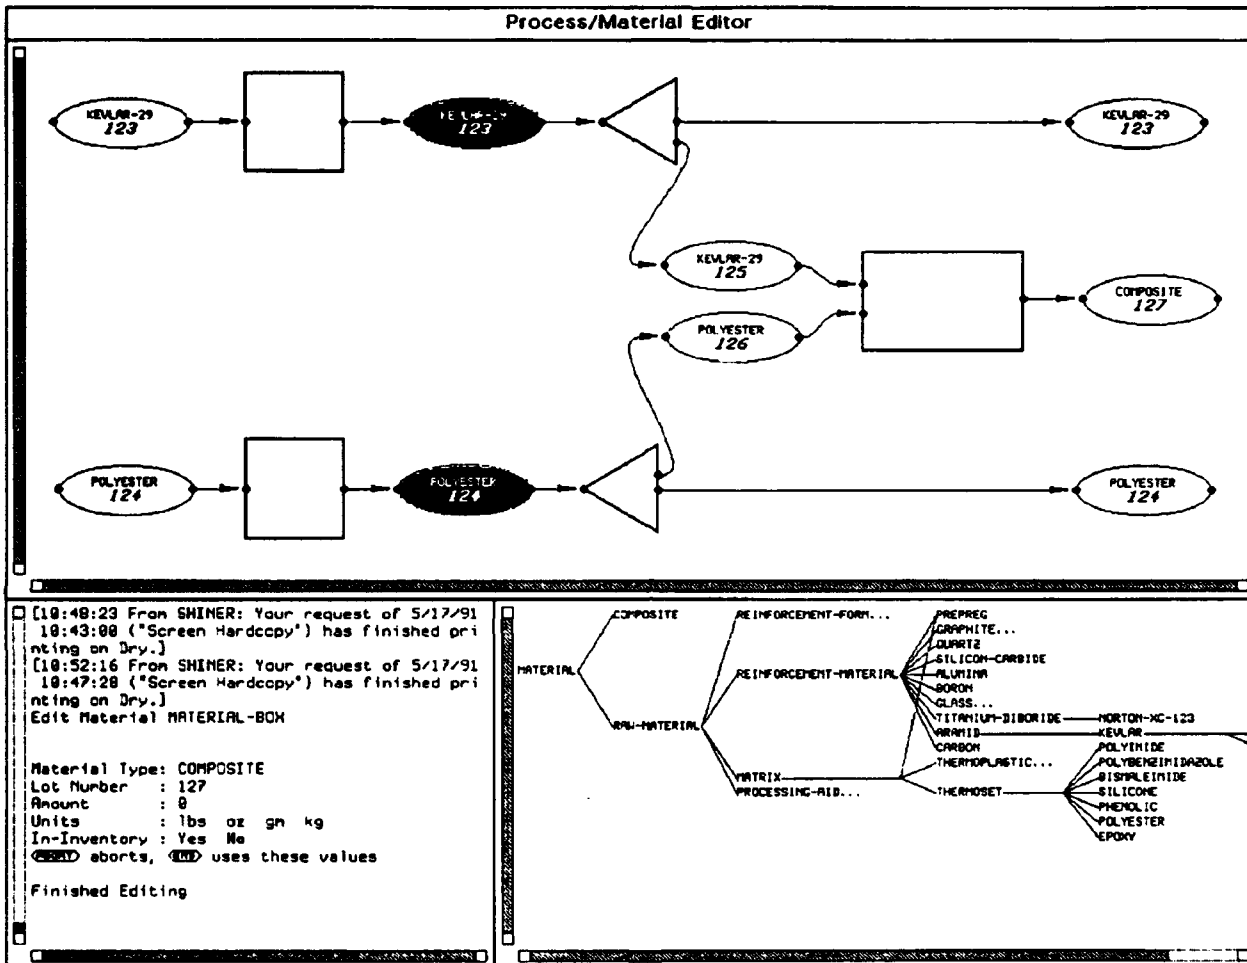 Process/Material Editor
KEVLAR-29
123
KEVLAR-29
123
KEVLAR-29
123
KEVLAR-29
125
COMPOSITE
127
POLYESTER
126
POLYESTER
124
POLYESTER
124
POLYESTER
124
[10:48:23 From SHINER: Your request of 5/17/91
10:43:00 ("Screen Hardcopy") has finished pri
nting on Dry.]
[10:52:16 From SHINER: Your request of 5/17/91
10:47:20 ("Screen Hardcopy") has finished pri
nting on Dry.]
Edit Material MATERIAL-BOX
Material Type: COMPOSITE
Lot Number : 127
Amount : 0
Units : lbs oz gm kg
In-Inventory : Yes No
ABORT aborts, END uses these values
Finished Editing
COMPOSITE
REINFORCEMENT-FORM...
PREPREG
GRAPHITE...
QUARTZ
SILICON-CARBIDE
MATERIAL
REINFORCEMENT-MATERIAL
ALUMINA
BORON
GLASS...
RAW-MATERIAL
TITANIUM-DIBORIDE
NORTON-XC-123
ARAMID
KEVLAR
CARBON
POLYIMIDE
THERMOPLASTIC...
POLYBENZIMIDAZOLE
MATRIX
BISMALEIMIDE
PROCESSING-AID...
THERMOSET
SILICONE
PHENOLIC
POLYESTER
EPOXY